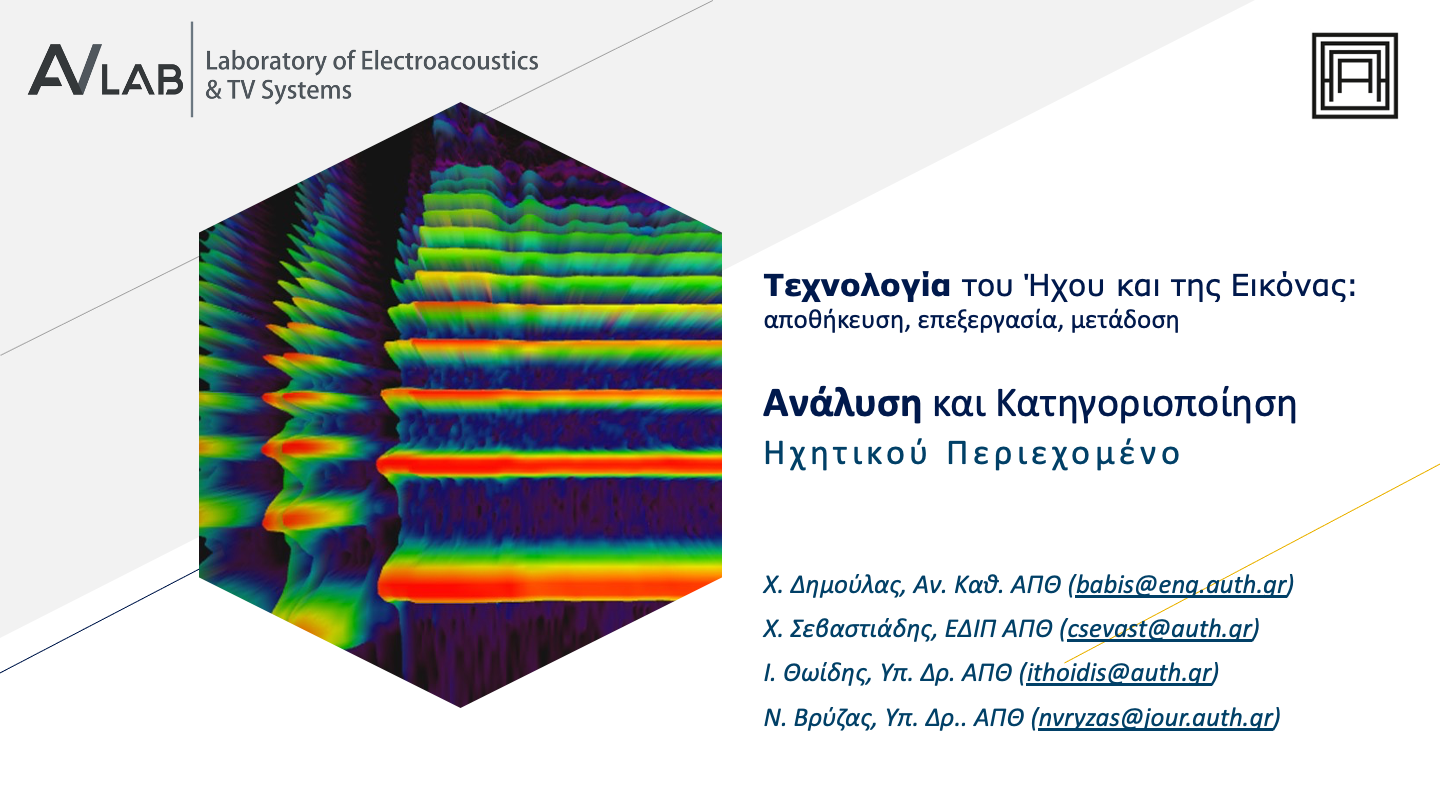 AVLAB
Laboratory of Electroacoustics
& TV Systems
Τεχνολογία του Ήχου και της Εικόνας:
αποθήκευση, επεξεργασία, μετάδοση
Ανάλυση και Κατηγοριοποίηση
Ηχητικού Περιεχομένο
Χ. Δημούλας, Αν. Καθ. ΑΠΘ (babis@eng.auth.gr)
Χ. Σεβαστιάδης, ΕΔΙΠ ΑΠΘ (csevast@auth.gr)
Ι. Θωίδης, Υπ. Δρ. ΑΠΘ (ithoidis@auth.gr)
Ν. Βρύζας, Υπ. Δρ.. ΑΠΘ (nvryzas@jour.auth.gr)